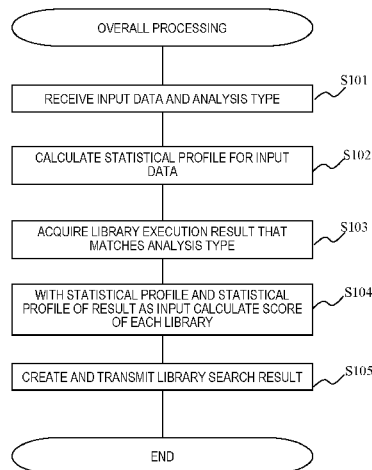 OVERALL PROCESSING
S101
RECEIVE INPUT DATA AND ANALYSIS TYPE
S102
CALCULATE STATISTICAL PROFILE FOR INPUT
DATA
S103
ACQUIRE LIBRARY EXECUTION RESULT THAT
MATCHES ANALYSIS TYPE
S104
WITH STATISTICAL PROFILE AND STATISTICAL
PROFILE OF RESULT AS INPUT CALCULATE SCORE
OF EACH LIBRARY
S105
CREATE AND TRANSMIT LIBRARY SEARCH RESULT
END